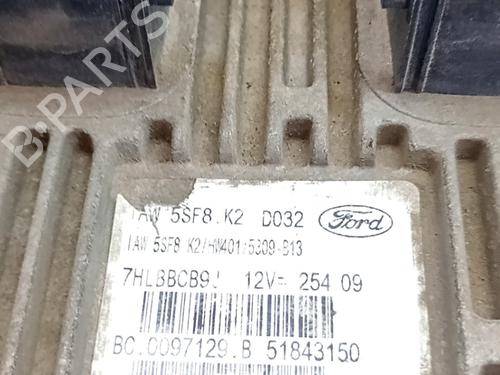 B-PARTS
IAW 5SF8.K2 D032 Ford
IAW 5SF8 K2/HW401/5309-B13
7HLBBCB9J 12V= 254 09
BC.0097129.B 51843150